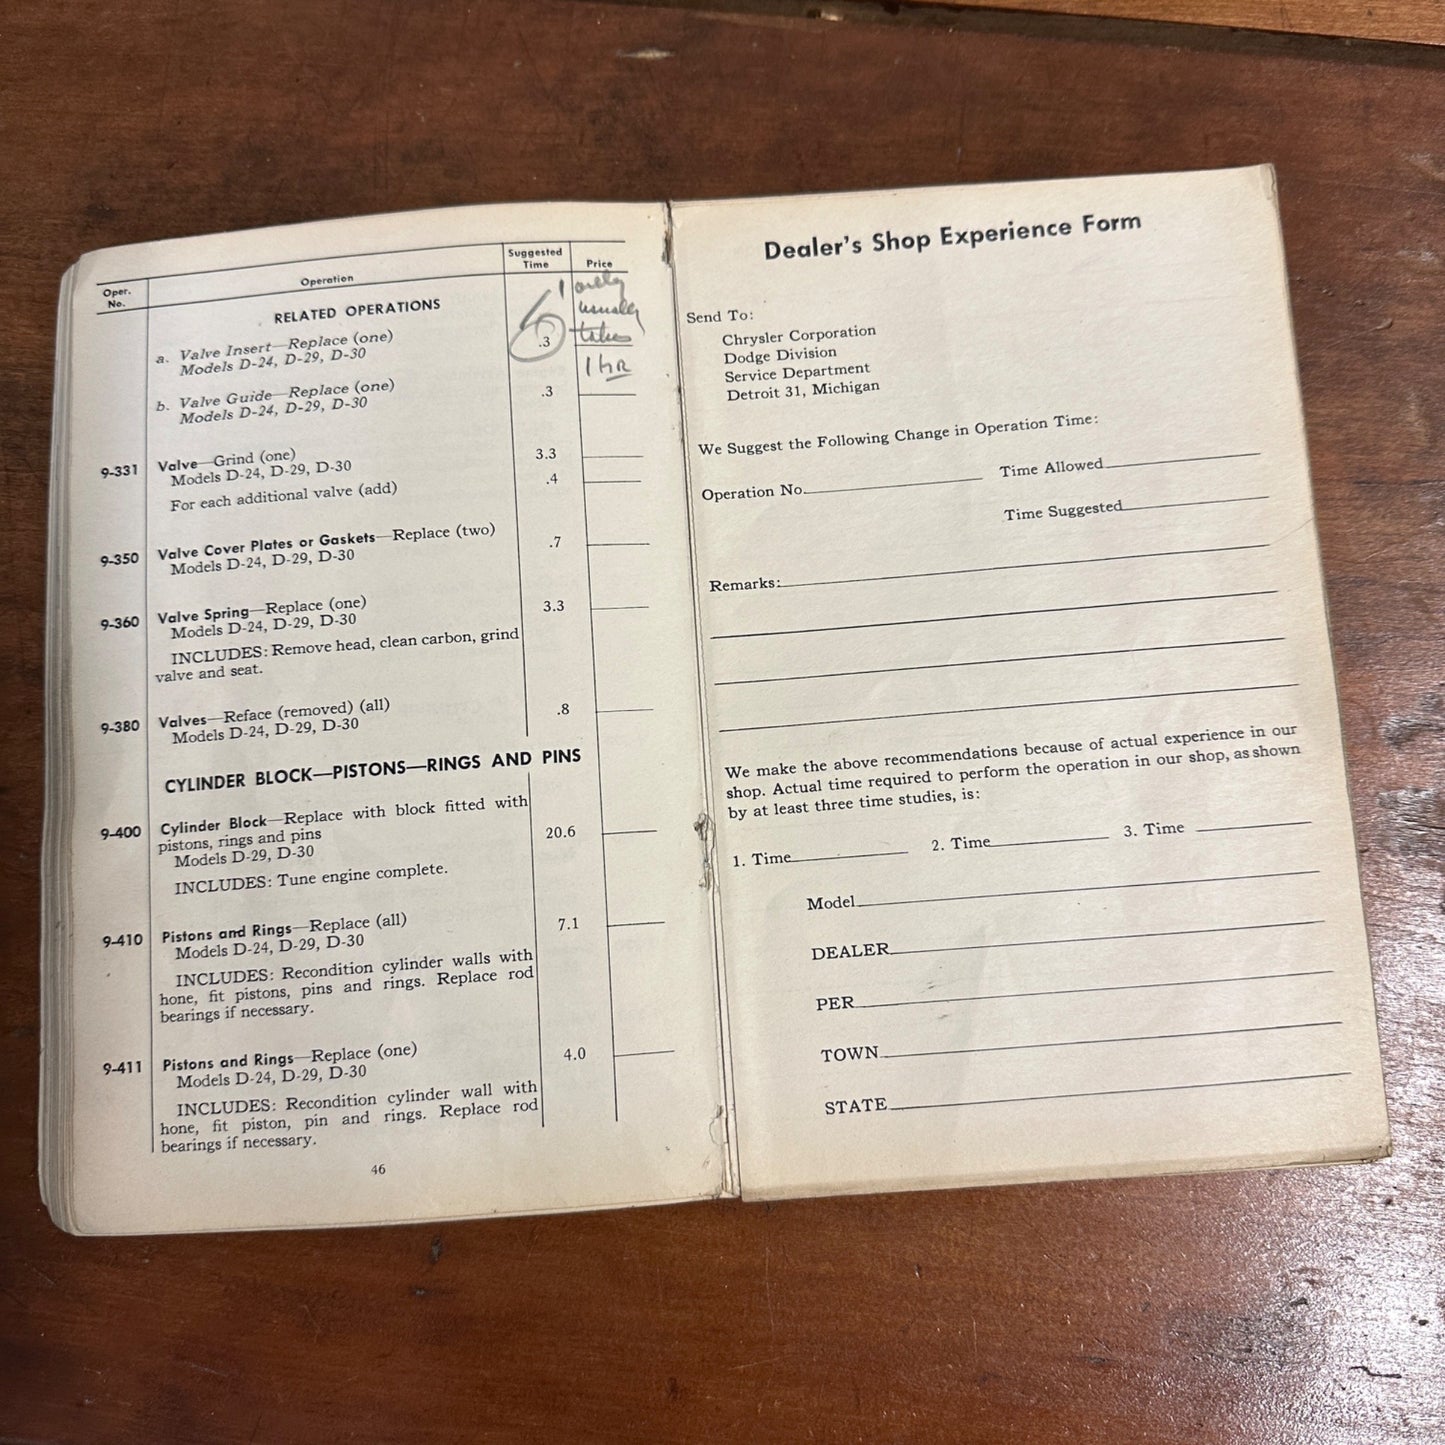 Oper. No.
Operation
Suggested Time
Price
RELATED OPERATIONS
a. Valve Insert—Replace (one)
Models D-24, D-29, D-30
.3
usually
takes
1 HR
b. Valve Guide—Replace (one)
Models D-24, D-29, D-30
.3
9-331 Valve—Grind (one) 3.3
Models D-24, D-29, D-30
For each additional valve (add) .4
9-350 Valve Cover Plates or Gaskets—Replace (two) .7
Models D-24, D-29, D-30
9-360 Valve Spring—Replace (one) 3.3
Models D-24, D-29, D-30
INCLUDES: Remove head, clean carbon, grind
valve and seat.
9-380 Valves—Reface (removed) (all) .8
Models D-24, D-29, D-30
CYLINDER BLOCK—PISTONS—RINGS AND PINS
9-400 Cylinder Block—Replace with block fitted with
pistons, rings and pins 20.6
Models D-29, D-30
INCLUDES: Tune engine complete.
9-410 Pistons and Rings—Replace (all) 7.1
Models D-24, D-29, D-30
INCLUDES: Recondition cylinder walls with
hone, fit pistons, pins and rings. Replace rod
bearings if necessary.
9-411 Pistons and Rings—Replace (one) 4.0
Models D-24, D-29, D-30
INCLUDES: Recondition cylinder wall with
hone, fit piston, pin and rings. Replace rod
bearings if necessary.
46
Dealer's Shop Experience Form
Send To:
Chrysler Corporation
Dodge Division
Service Department
Detroit 31, Michigan
We Suggest the Following Change in Operation Time:
Operation No. Time Allowed
Time Suggested
Remarks:
We make the above recommendations because of actual experience in our
shop. Actual time required to perform the operation in our shop, as shown
by at least three time studies, is:
1. Time 2. Time 3. Time
Model
DEALER
PER
TOWN
STATE